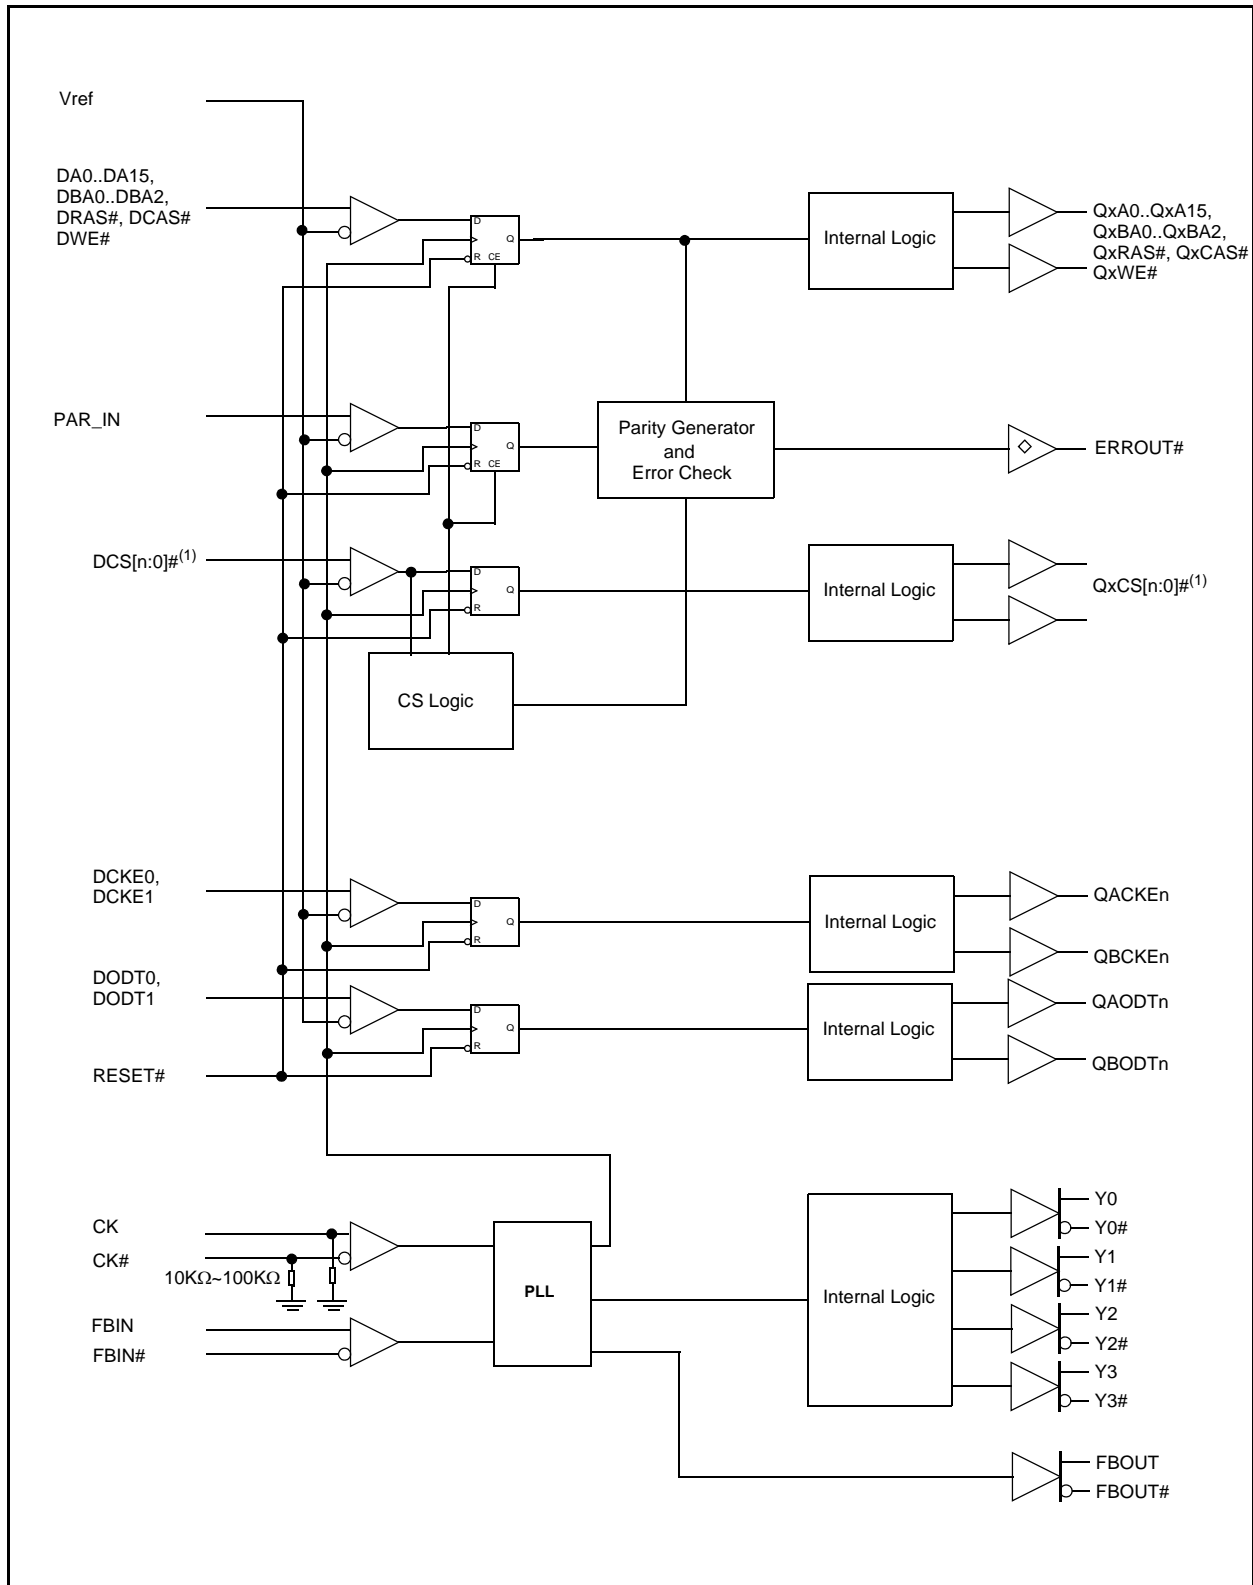 Vref
DA0..DA15,
DBA0..DBA2,
DRAS#, DCAS#
DWE#
D
Q
R CE
Internal Logic
QxA0..QxA15,
QxBA0..QxBA2,
QxRAS#, QxCAS#
QxWE#
PAR_IN
D
Q
R CE
Parity Generator
and
Error Check
ERROUT#
DCS[n:0]#(1)
D
Q
R
Internal Logic
QxCS[n:0]#(1)
CS Logic
DCKE0,
DCKE1
D
Q
R
Internal Logic
QACKEn
QBCKEn
DODT0,
DODT1
D
Q
R
Internal Logic
QAODTn
QBODTn
RESET#
CK
CK#
10KΩ~100KΩ
FBIN
FBIN#
PLL
Internal Logic
Y0
Y0#
Y1
Y1#
Y2
Y2#
Y3
Y3#
FBOUT
FBOUT#